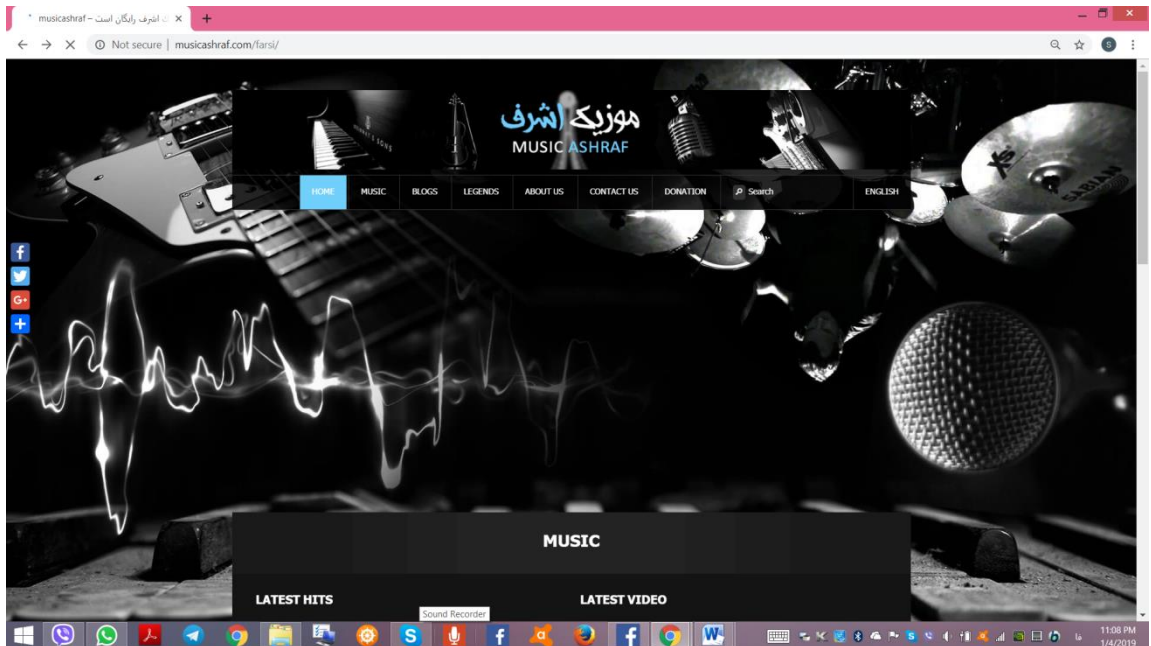 musicashraf – ک اشرف رایگان است
Not secure | musicashraf.com/farsi/
S
موزیک اشرف
MUSIC ASHRAF
HOME MUSIC BLOGS LEGENDS ABOUT US CONTACT US DONATION Search ENGLISH
SABIAN
MUSIC
LATEST HITS LATEST VIDEO
Sound Recorder
11:08 PM
1/4/2019